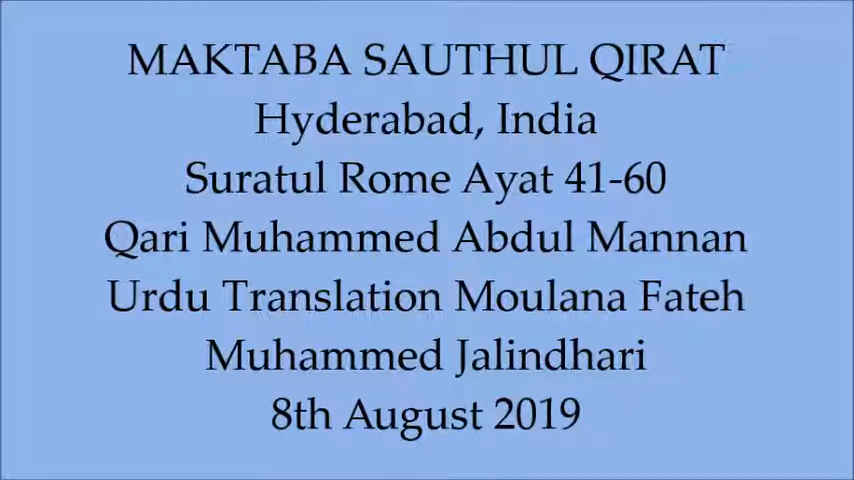 MAKTABA SAUTHUL QIRAT
Hyderabad, India
Suratul Rome Ayat 41-60
Qari Muhammed Abdul Mannan
Urdu Translation Moulana Fateh
Muhammed Jalindhari
8th August 2019